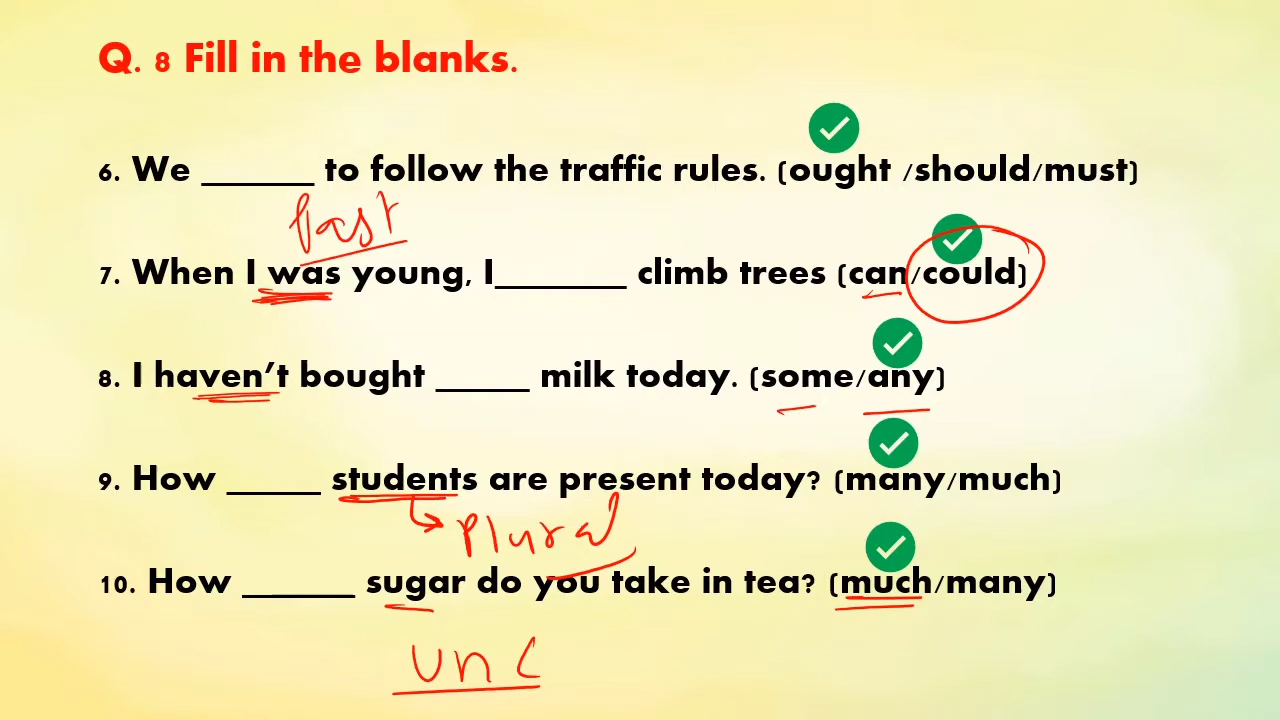 Q. 8 Fill in the blanks.
6. We ______ to follow the traffic rules. (ought /should/must)
Past
7. When I was young, I_______ climb trees (can/could)
8. I haven't bought _____ milk today. (some/any)
9. How _____ students are present today? (many/much)
Plural
10. How ______ sugar do you take in tea? (much/many)
unc